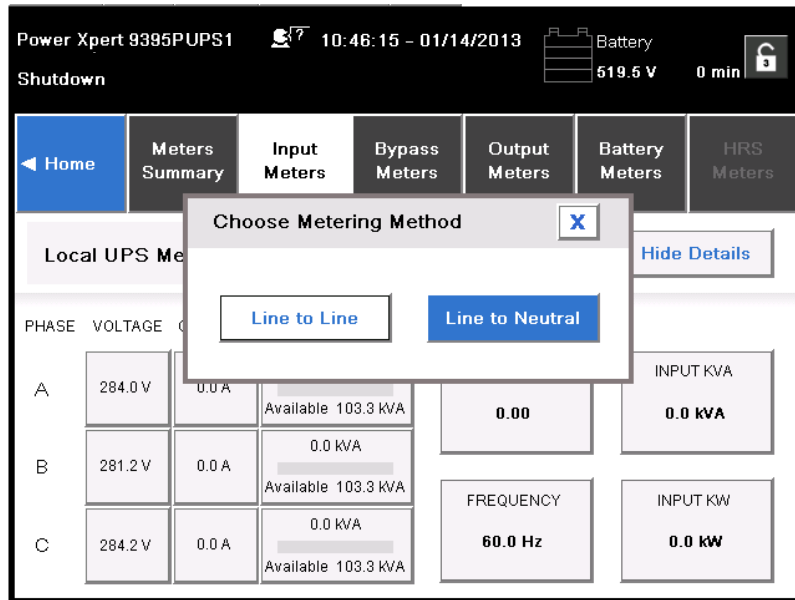 Power Xpert 9395PUPS1 ? 10:46:15 – 01/14/2013 Battery
Shutdown 519.5 V 0 min 3
◀ Home
Meters Summary
Input Meters
Bypass Meters
Output Meters
Battery Meters
HRS Meters
Choose Metering Method X
Local UPS Me
Hide Details
Line to Line
Line to Neutral
PHASE VOLTAGE
INPUT KVA
A 284.0 V 0.0 A
Available 103.3 kVA
0.00
0.0 kVA
B 281.2 V 0.0 A
0.0 kVA
Available 103.3 kVA
FREQUENCY
60.0 Hz
INPUT KW
0.0 kW
C 284.2 V 0.0 A
0.0 kVA
Available 103.3 kVA